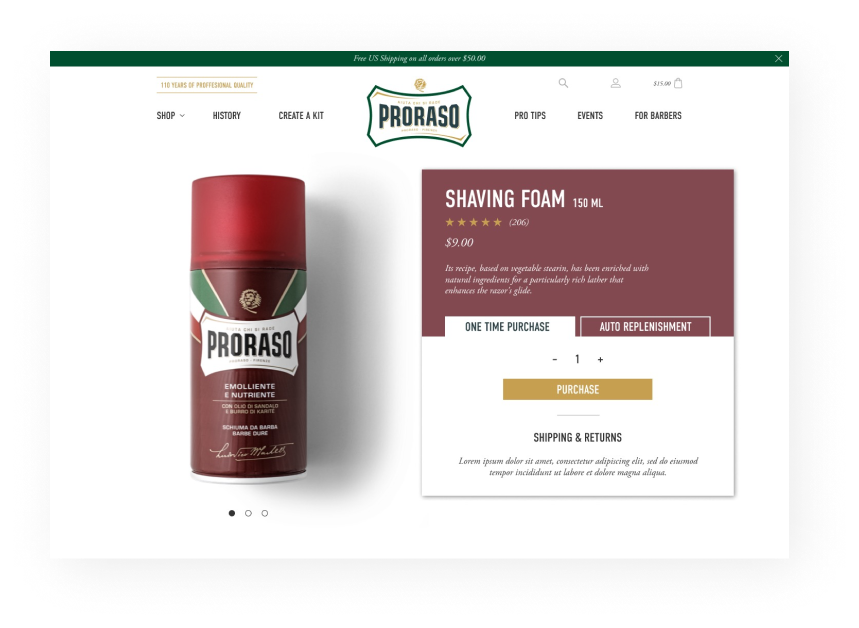 Free US Shipping on all orders over $50.00
110 YEARS OF PROFFESIONAL QUALITY
$15.00
SHOP
HISTORY
CREATE A KIT
PRORASO
PRO TIPS
EVENTS
FOR BARBERS
PRORASO
EMOLLIENTE
E NUTRIENTE
CON OLIO DI SANDALO
E BURRO DI KARITÉ
SCHIUMA DA BARBA
BARBE DURE
SHAVING FOAM 150 ML
(206)
$9.00
Its recipe, based on vegetable stearin, has been enriched with
natural ingredients for a particularly rich lather that
enhances the razor's glide.
ONE TIME PURCHASE
AUTO REPLENISHMENT
- 1 +
PURCHASE
SHIPPING & RETURNS
Lorem ipsum dolor sit amet, consectetur adipiscing elit, sed do eiusmod
tempor incididunt ut labore et dolore magna aliqua.